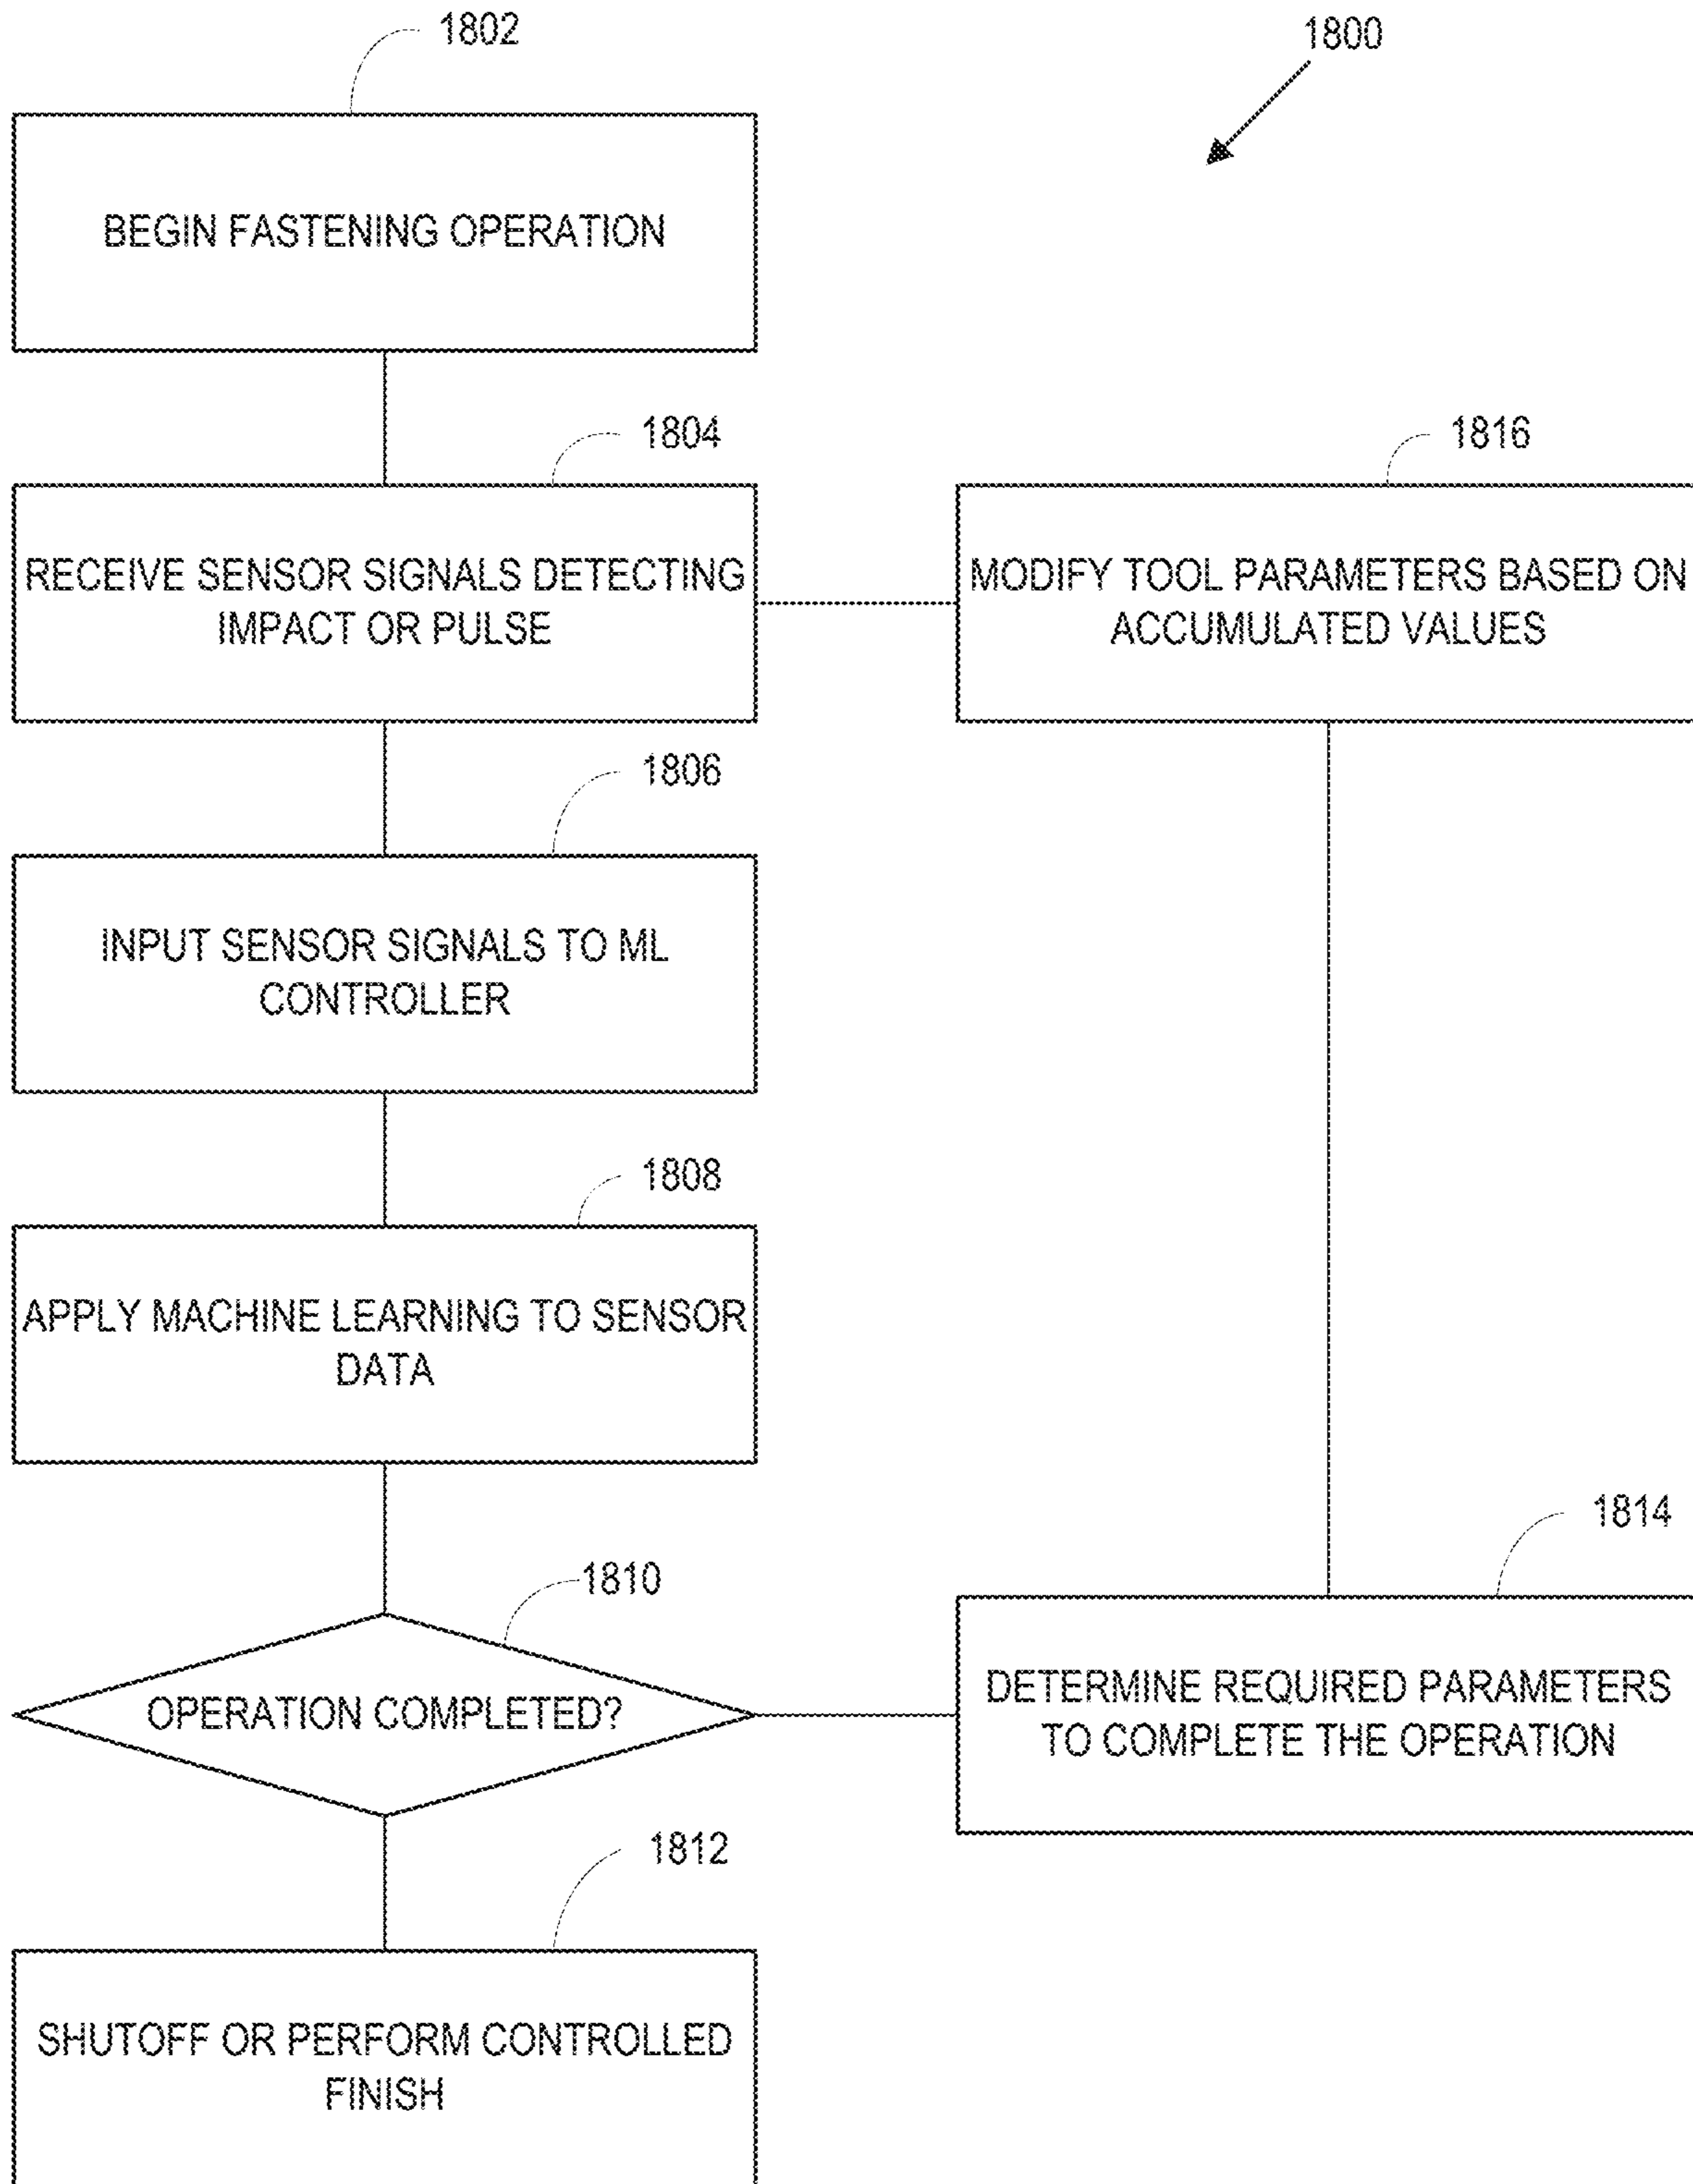 1802
1800
BEGIN FASTENING OPERATION
1804
1816
RECEIVE SENSOR SIGNALS DETECTING
IMPACT OR PULSE
MODIFY TOOL PARAMETERS BASED ON
ACCUMULATED VALUES
1806
INPUT SENSOR SIGNALS TO ML
CONTROLLER
1808
APPLY MACHINE LEARNING TO SENSOR
DATA
1810
OPERATION COMPLETED?
1814
DETERMINE REQUIRED PARAMETERS
TO COMPLETE THE OPERATION
1812
SHUTOFF OR PERFORM CONTROLLED
FINISH